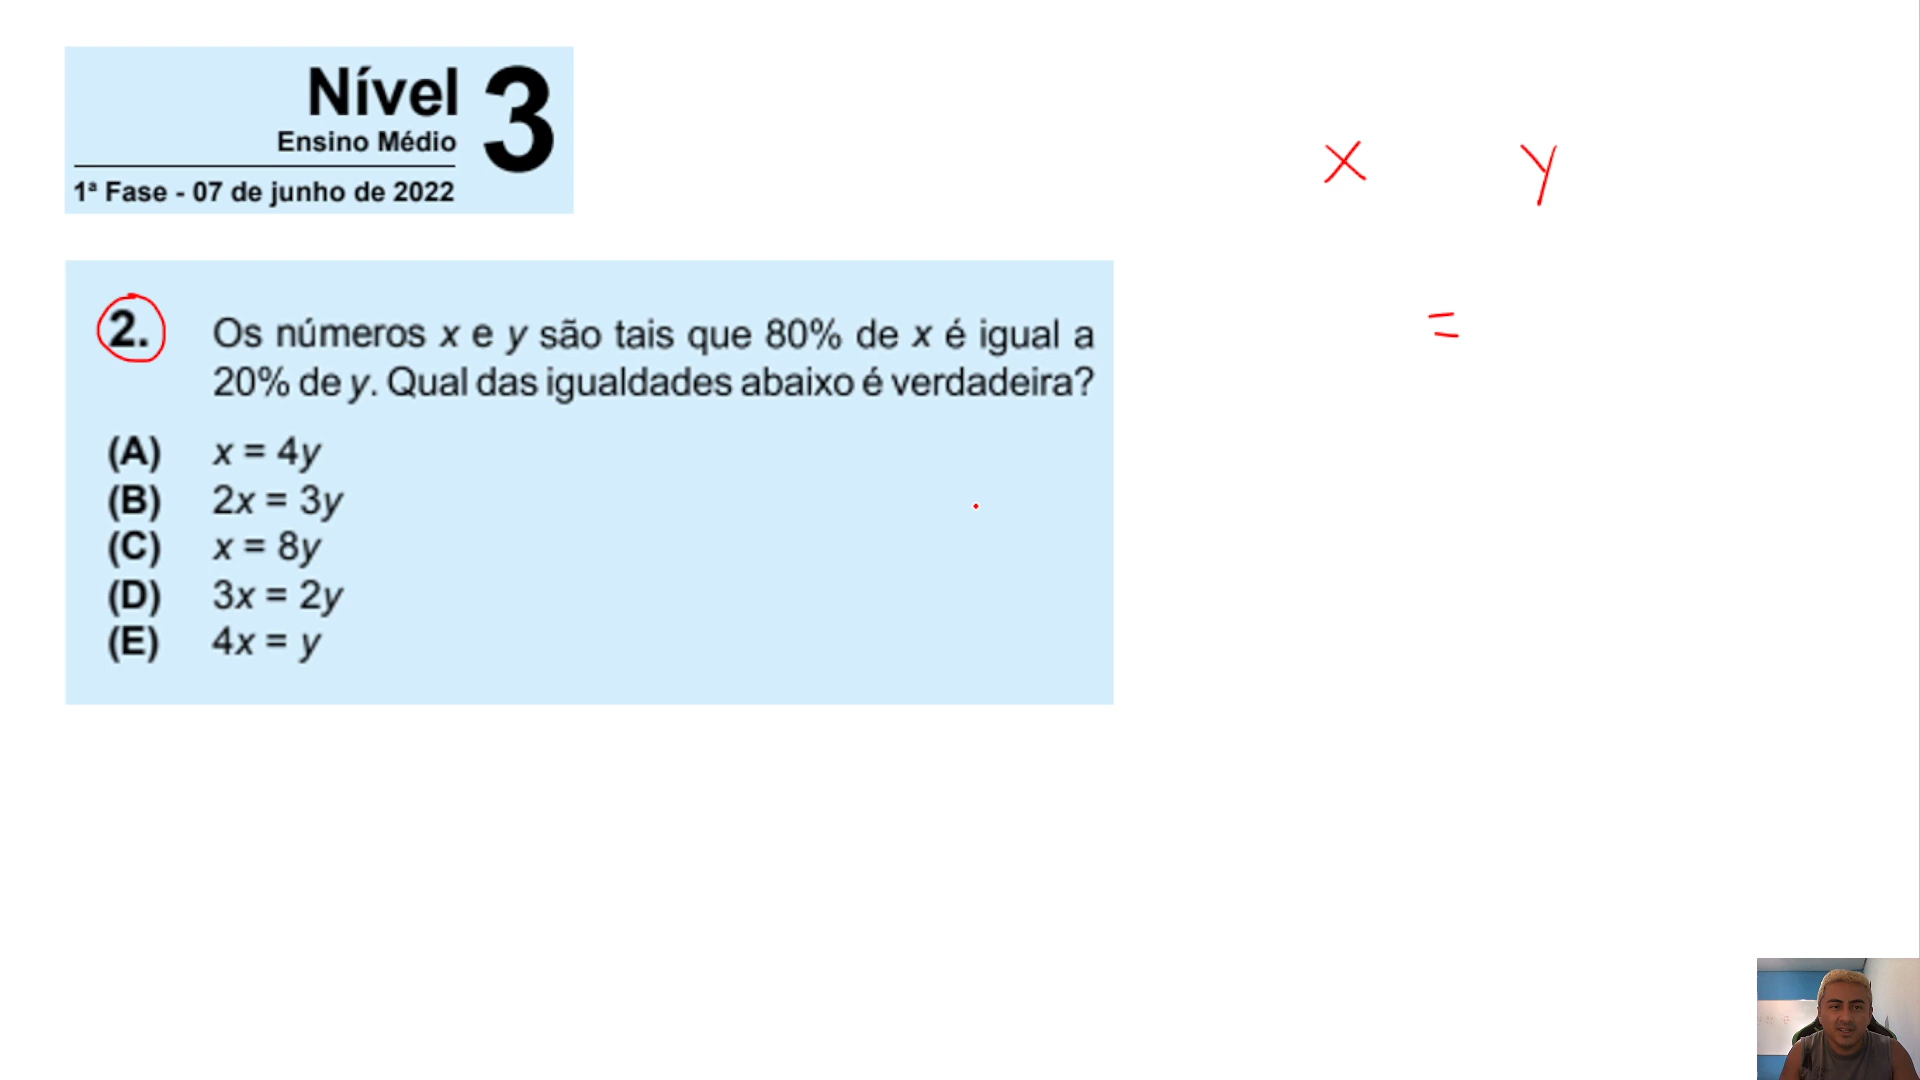 Nível 3
Ensino Médio
1ª Fase - 07 de junho de 2022
x y
=
2. Os números x e y são tais que 80% de x é igual a
20% de y. Qual das igualdades abaixo é verdadeira?
(A) x = 4y
(B) 2x = 3y
(C) x = 8y
(D) 3x = 2y
(E) 4x = y